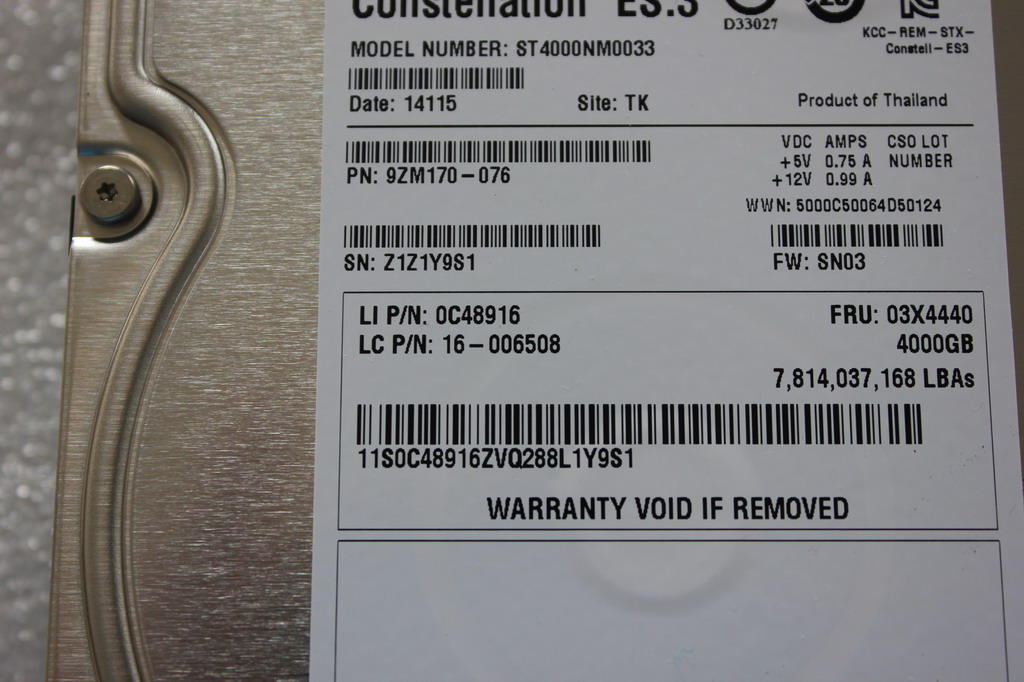 Constellation ES.3
D33027
KCC-REM-STX-
Constell-ES3
MODEL NUMBER: ST4000NM0033
Date: 14115 Site: TK Product of Thailand
VDC AMPS CSO LOT
+5V 0.75 A NUMBER
+12V 0.99 A
PN: 9ZM170-076
WWN: 5000C50064D50124
SN: Z1Z1Y9S1
FW: SN03
LI P/N: 0C48916 FRU: 03X4440
LC P/N: 16-006508 4000GB
7,814,037,168 LBAs
11S0C48916ZVQ288L1Y9S1
WARRANTY VOID IF REMOVED